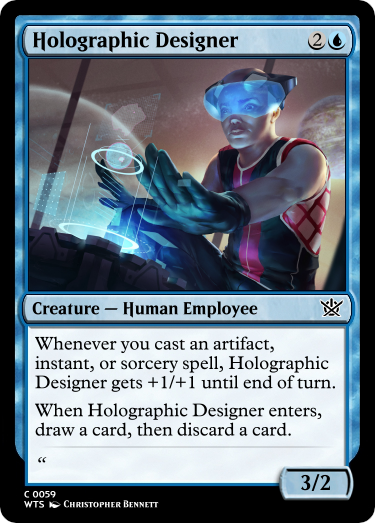 Holographic Designer 2
Creature — Human Employee
Whenever you cast an artifact,
instant, or sorcery spell, Holographic
Designer gets +1/+1 until end of turn.
When Holographic Designer enters,
draw a card, then discard a card.
“
3/2
C 0059
WTS Christopher Bennett